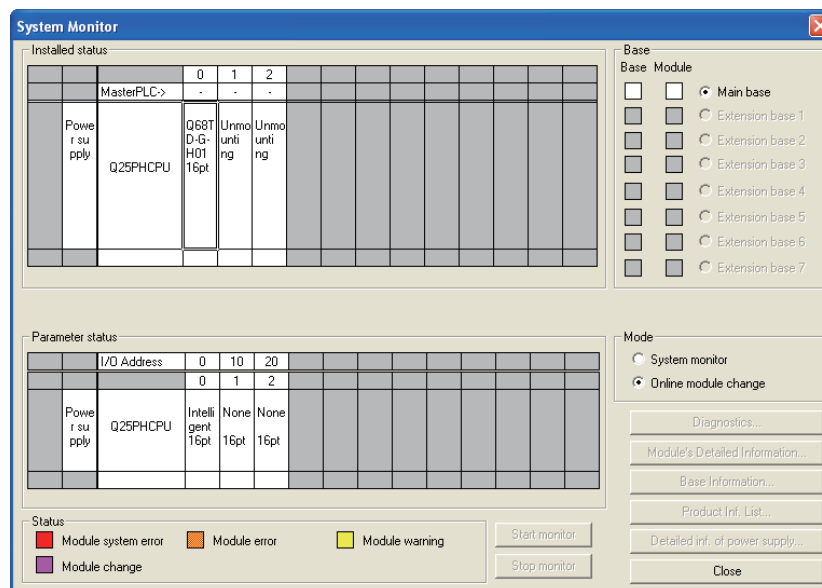 System Monitor
Installed status
0 1 2
MasterPLC-> - - -
Powe
r su
pply
Q25PHCPU
Q68T
D-G-
H01
16pt
Unmo
unti
ng
Unmo
unti
ng
Base
Base Module
Main base
Extension base 1
Extension base 2
Extension base 3
Extension base 4
Extension base 5
Extension base 6
Extension base 7
Parameter status
I/O Address 0 10 20
0 1 2
Powe
r su
pply
Q25PHCPU
Intelli
gent
16pt
None
16pt
None
16pt
Mode
System monitor
Online module change
Diagnostics...
Module's Detailed Information...
Base Information...
Product Inf. List...
Detailed inf. of power supply...
Close
Status
Module system error Module error Module warning
Module change
Start monitor
Stop monitor